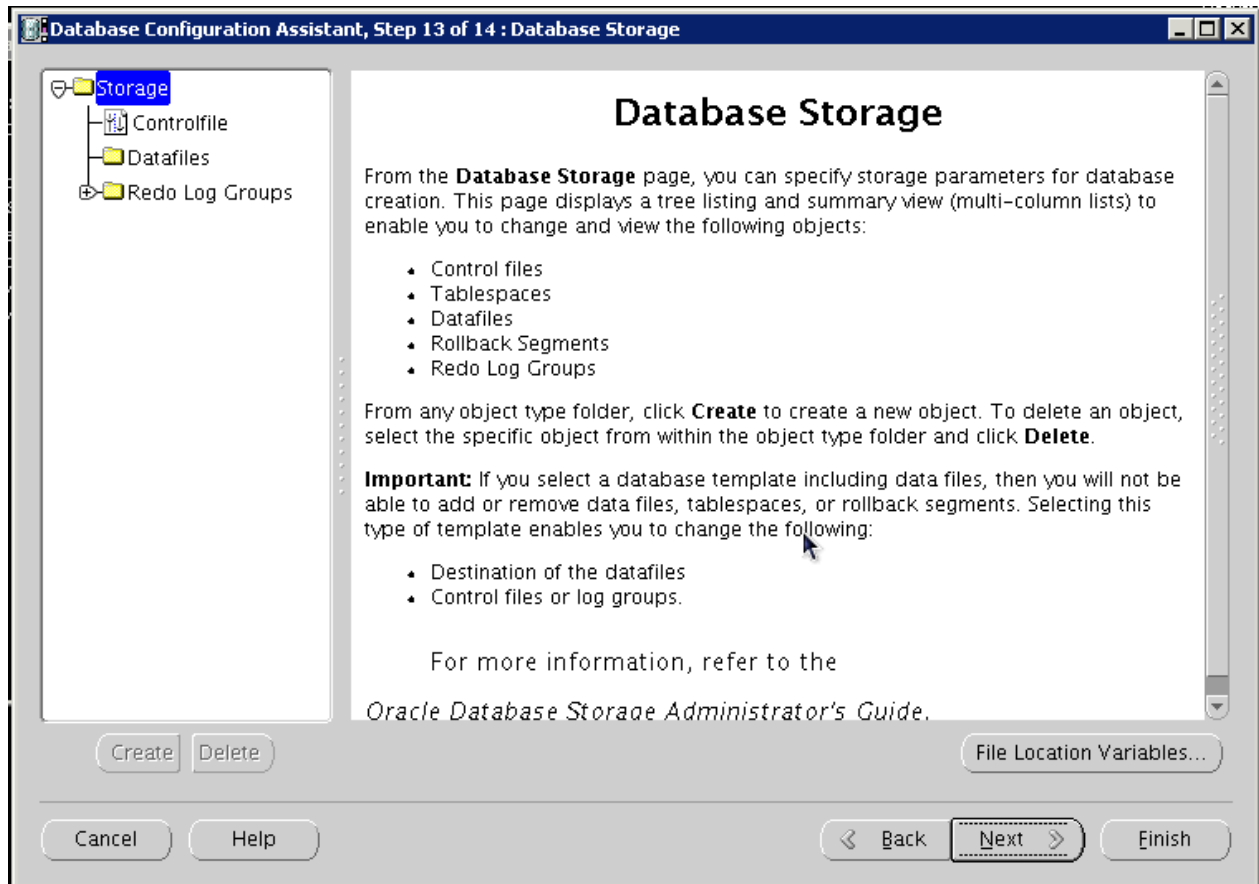 Database Configuration Assistant, Step 13 of 14 : Database Storage
Storage
Controlfile
Datafiles
Redo Log Groups
Database Storage
From the Database Storage page, you can specify storage parameters for database
creation. This page displays a tree listing and summary view (multi-column lists) to
enable you to change and view the following objects:
Control files
Tablespaces
Datafiles
Rollback Segments
Redo Log Groups
From any object type folder, click Create to create a new object. To delete an object,
select the specific object from within the object type folder and click Delete.
Important: If you select a database template including data files, then you will not be
able to add or remove data files, tablespaces, or rollback segments. Selecting this
type of template enables you to change the following:
Destination of the datafiles
Control files or log groups.
For more information, refer to the
Oracle Database Storage Administrator's Guide.
Create Delete
File Location Variables...
Cancel Help Back Next Finish